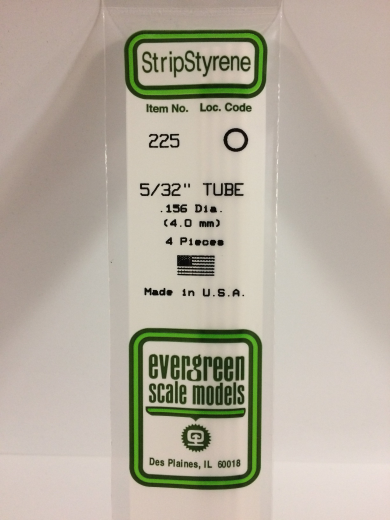 StripStyrene
Item No. Loc. Code
225
5/32" TUBE
.156 Dia.
(4.0 mm)
4 Pieces
Made in U.S.A.
evergreen
scale models
Des Plaines, IL 60018